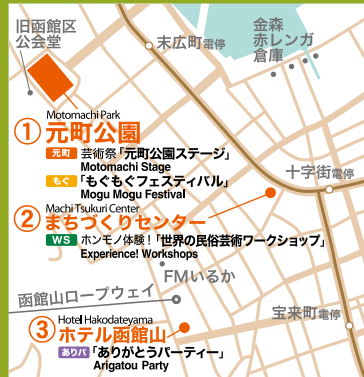 旧函館区
公会堂
末広町電停
金森
赤レンガ
倉庫
Motomachi Park
① 元町公園
元町 芸術祭「元町公園ステージ」
Motomachi Stage
もぐ 「もぐもぐフェスティバル」
Mogu Mogu Festival
十字街電停
Machi Tsukuri Center
② まちづくりセンター
WS ホンモノ体験!「世界の民俗芸術ワークショップ」
Experience! Workshops
FMいるか
函館山ロープウェイ
宝来町電停
Hotel Hakodateyama
③ ホテル函館山
ありパ 「ありがとうパーティー」
Arigatou Party